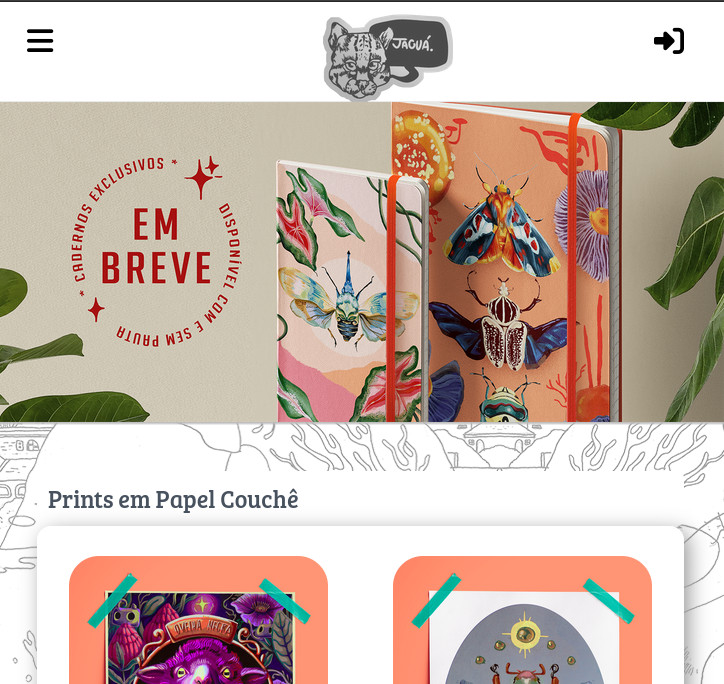 JAGUÁ.
* CADERNOS EXCLUSIVOS *
DISPONÍVEL COM E SEM PAUTA
EM
BREVE
Prints em Papel Couchê
OVELHA NEGRA